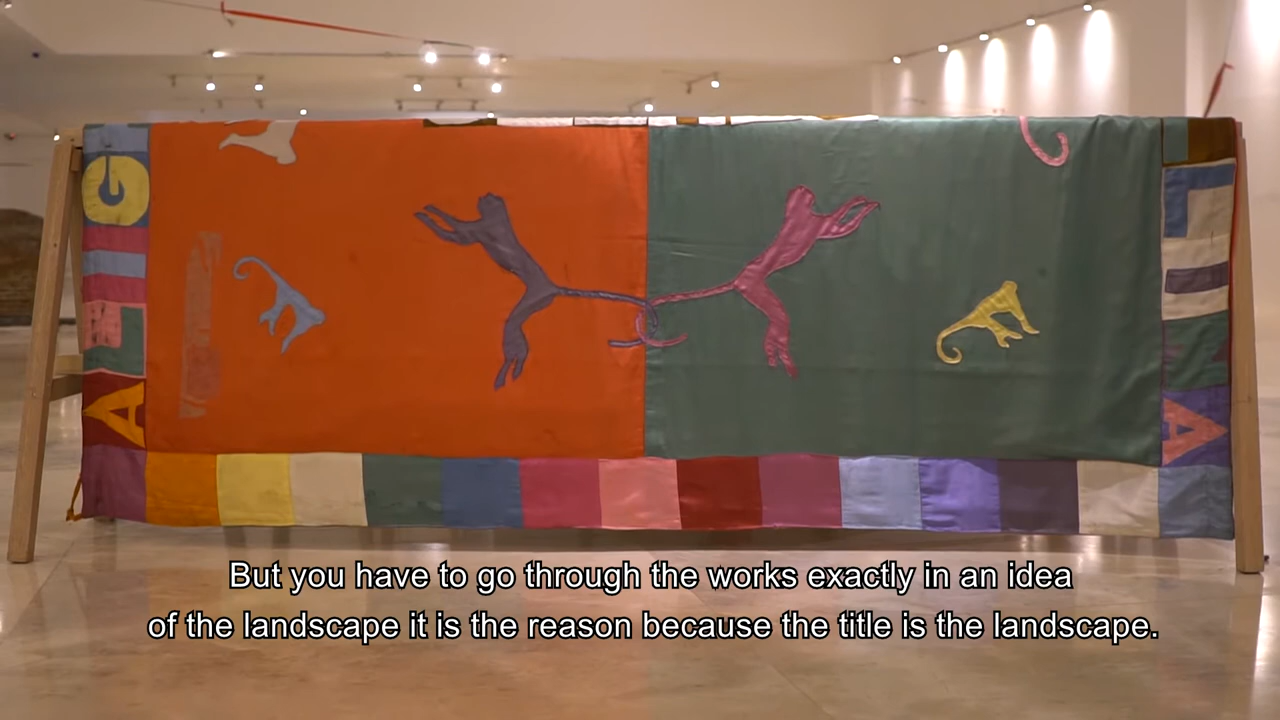 But you have to go through the works exactly in an idea
of the landscape it is the reason because the title is the landscape.